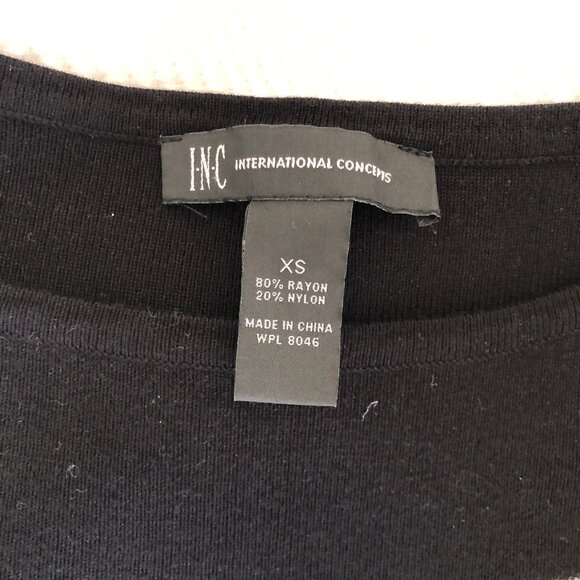 I·N·C INTERNATIONAL CONCEPTS
XS
80% RAYON
20% NYLON
MADE IN CHINA
WPL 8046